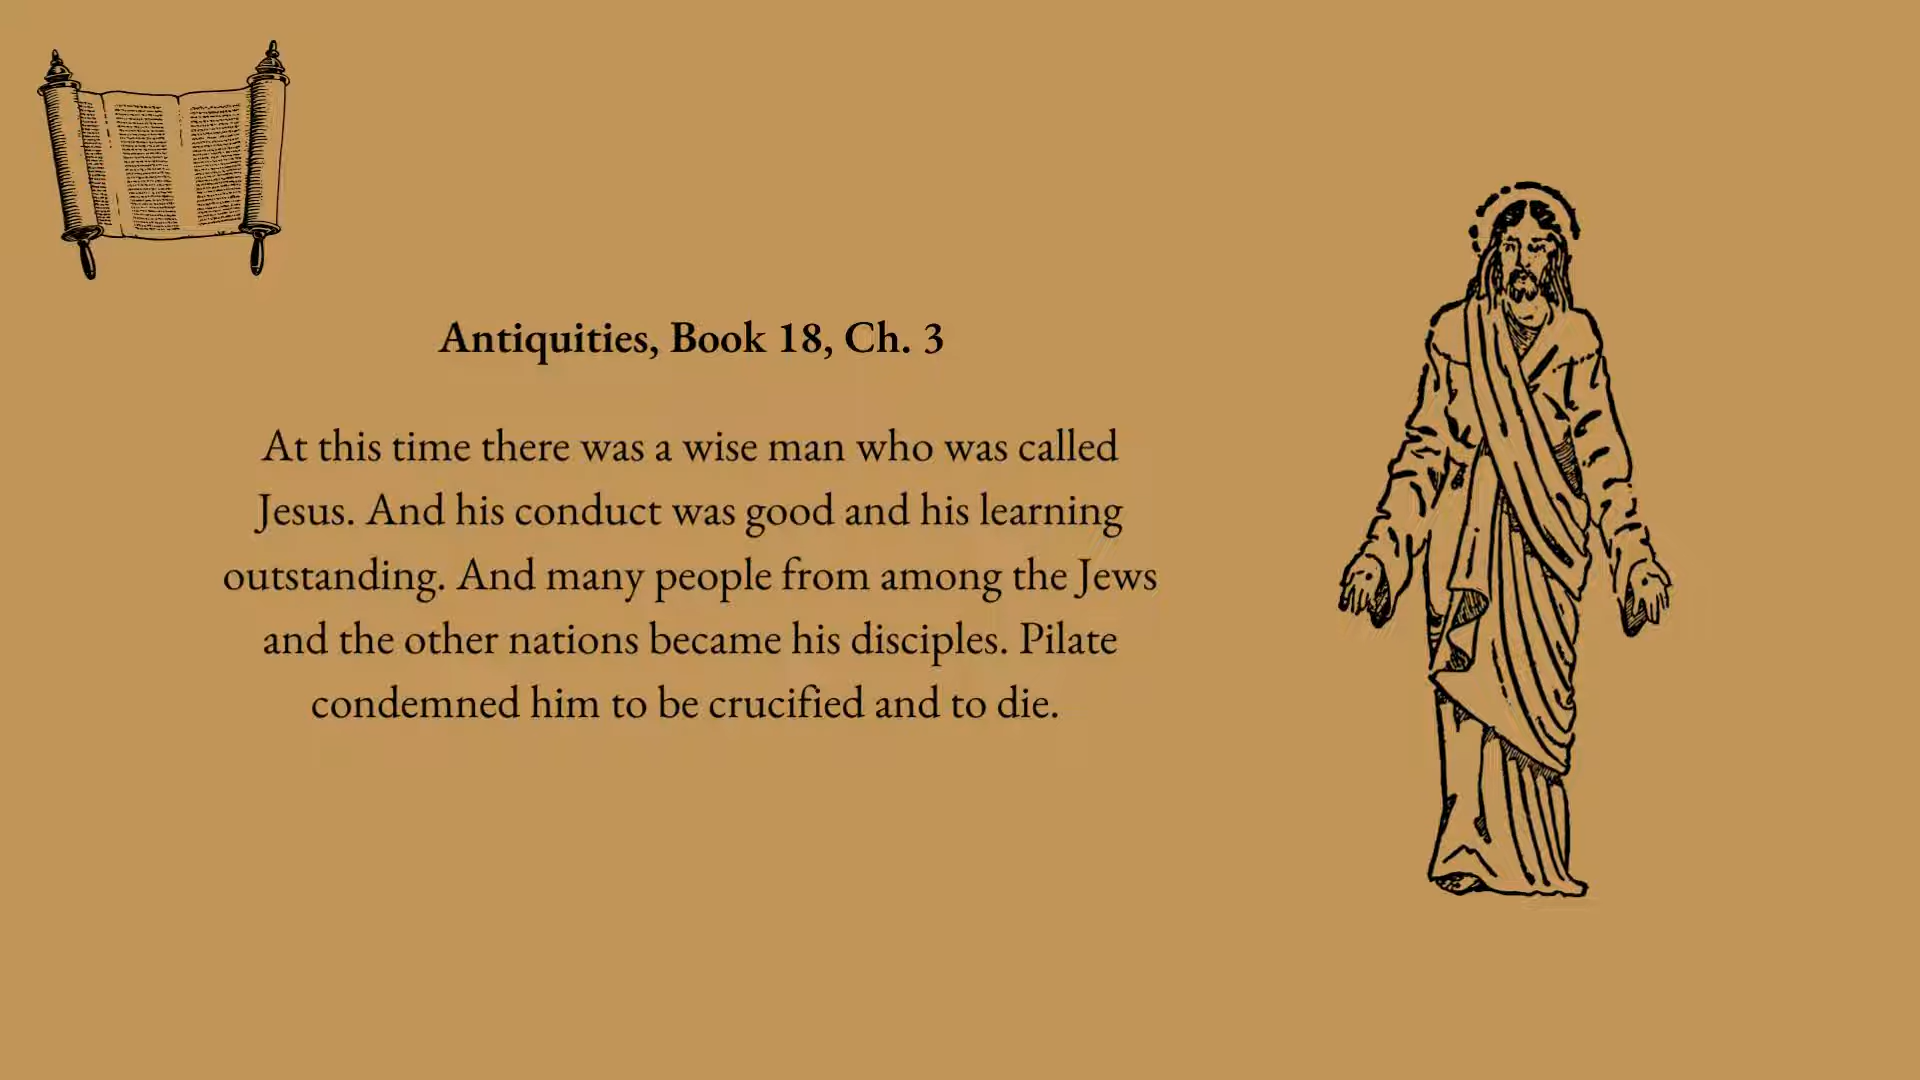 Antiquities, Book 18, Ch. 3
At this time there was a wise man who was called
Jesus. And his conduct was good and his learning
outstanding. And many people from among the Jews
and the other nations became his disciples. Pilate
condemned him to be crucified and to die.